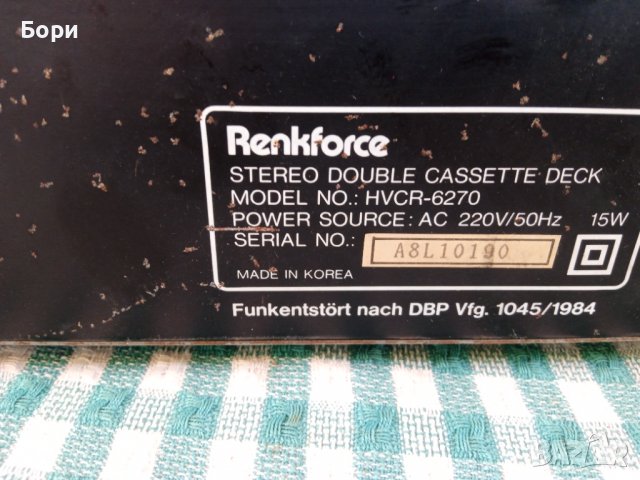 Бори
Renkforce
STEREO DOUBLE CASSETTE DECK
MODEL NO.: HVCR-6270
POWER SOURCE: AC 220V/50Hz 15W
SERIAL NO.: A8L10190
MADE IN KOREA
Funkentstört nach DBP Vfg. 1045/1984
BAZAR